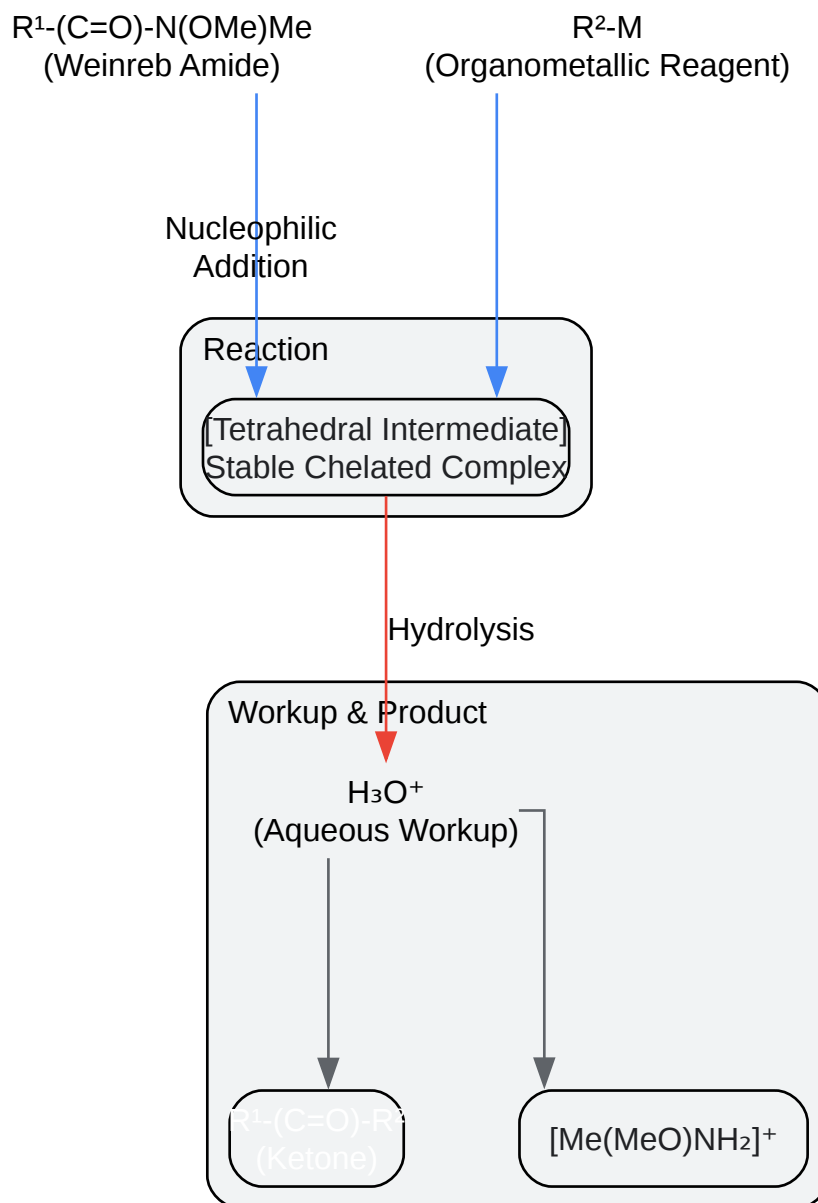 R¹-(C=O)-N(OMe)Me
(Weinreb Amide)
R²-M
(Organometallic Reagent)
Nucleophilic
Addition
Reaction
[Tetrahedral Intermediate]
Stable Chelated Complex
Hydrolysis
Workup & Product
H₃O⁺
(Aqueous Workup)
R¹-(C=O)-R²
(Ketone)
[Me(MeO)NH₂]⁺